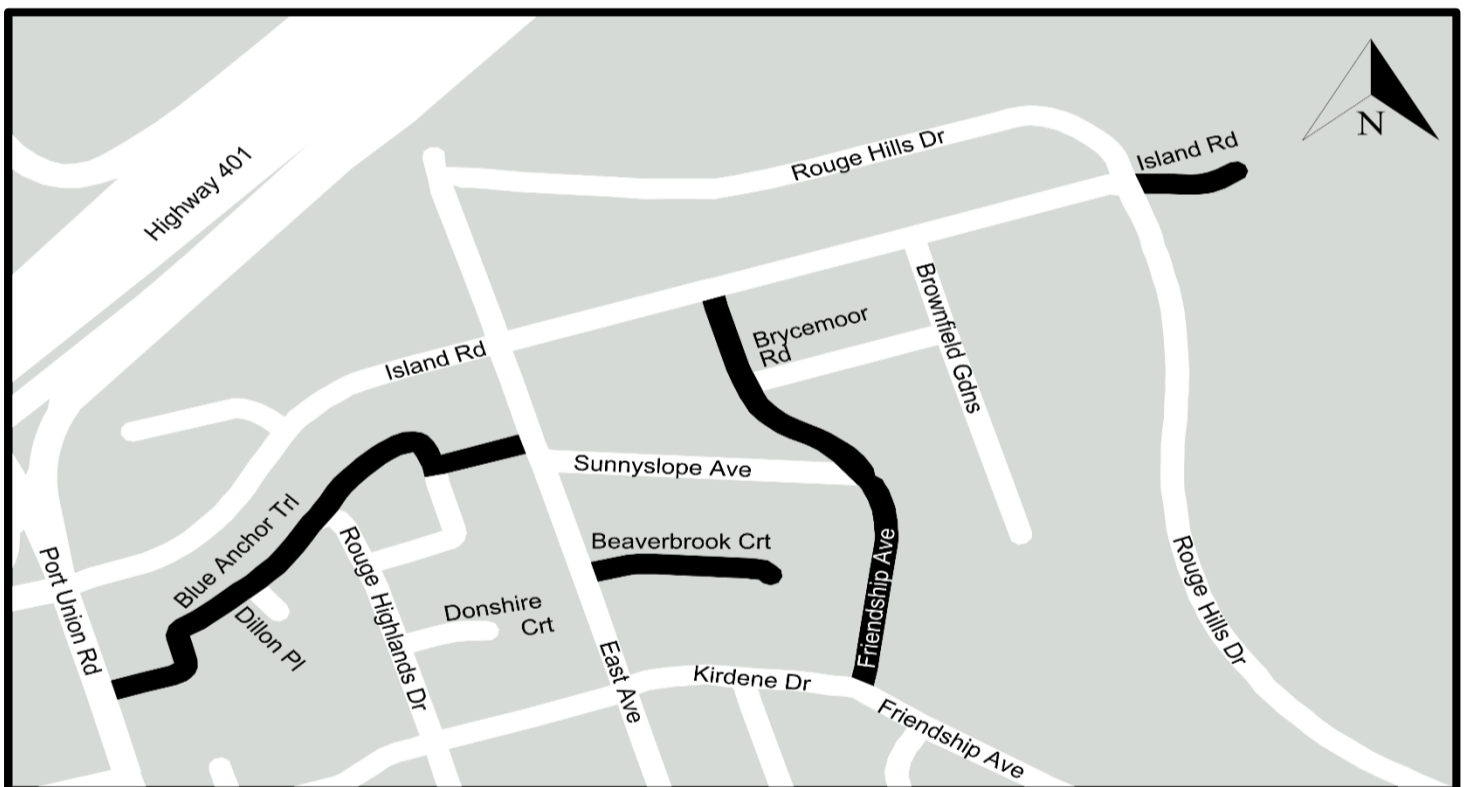 Rouge Hills Dr
Island Rd
N
Highway 401
Brownfield Gdns
Brycemoor
Rd
Island Rd
Sunnyslope Ave
Blue Anchor Trl
Beaverbrook Crt
Friendship Ave
Port Union Rd
Rouge Highlands Dr
Rouge Hills Dr
Donshire
Crt
Dillon Pl
East Ave
Kirdene Dr
Friendship Ave